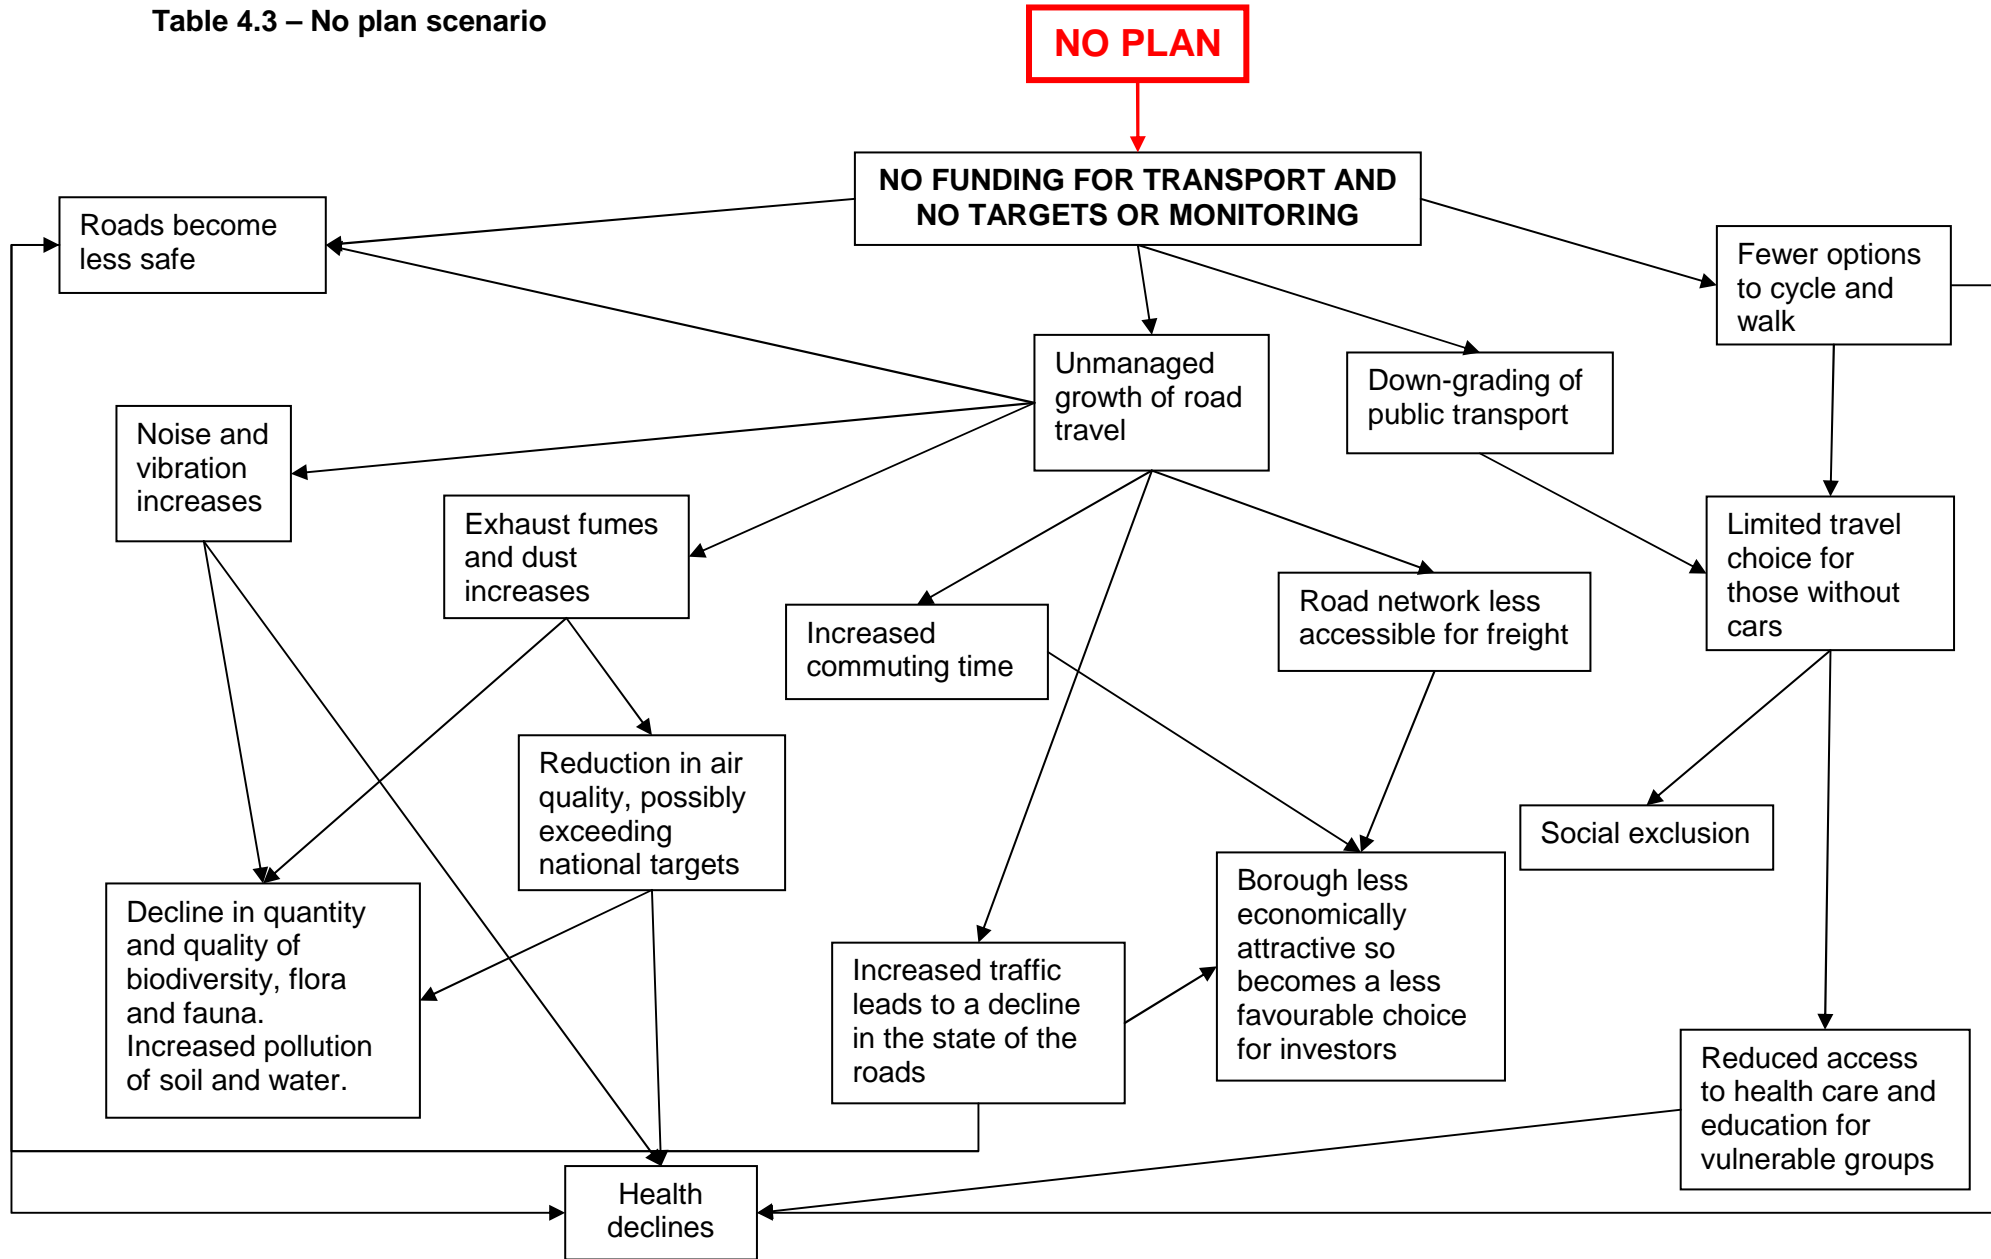 Table 4.3 – No plan scenario
NO PLAN
NO FUNDING FOR TRANSPORT AND
NO TARGETS OR MONITORING
Roads become
less safe
Fewer options
to cycle and
walk
Unmanaged
growth of road
travel
Down-grading of
public transport
Noise and
vibration
increases
Exhaust fumes
and dust
increases
Limited travel
choice for
those without
cars
Increased
commuting time
Road network less
accessible for freight
Reduction in air
quality, possibly
exceeding
national targets
Social exclusion
Decline in quantity
and quality of
biodiversity, flora
and fauna.
Increased pollution
of soil and water.
Increased traffic
leads to a decline
in the state of the
roads
Borough less
economically
attractive so
becomes a less
favourable choice
for investors
Reduced access
to health care and
education for
vulnerable groups
Health
declines